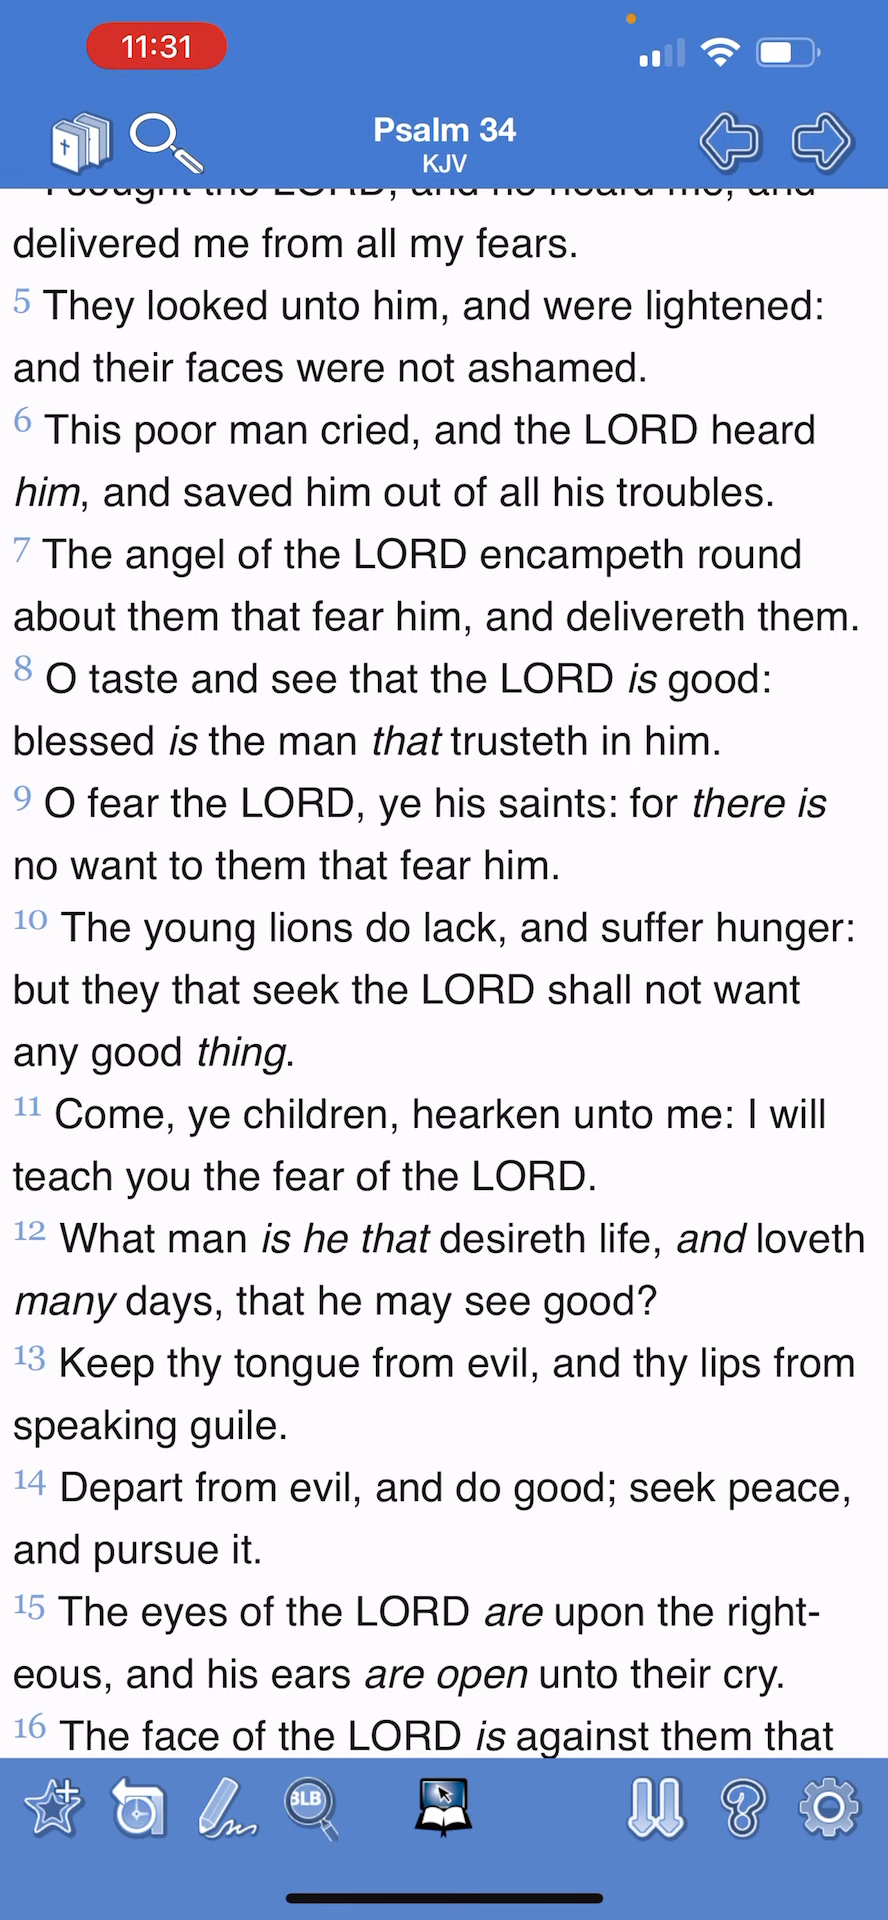 11:31
Psalm 34
KJV
I sought the LORD, and he heard me, and
delivered me from all my fears.
5 They looked unto him, and were lightened:
and their faces were not ashamed.
6 This poor man cried, and the LORD heard
him, and saved him out of all his troubles.
7 The angel of the LORD encampeth round
about them that fear him, and delivereth them.
8 O taste and see that the LORD is good:
blessed is the man that trusteth in him.
9 O fear the LORD, ye his saints: for there is
no want to them that fear him.
10 The young lions do lack, and suffer hunger:
but they that seek the LORD shall not want
any good thing.
11 Come, ye children, hearken unto me: I will
teach you the fear of the LORD.
12 What man is he that desireth life, and loveth
many days, that he may see good?
13 Keep thy tongue from evil, and thy lips from
speaking guile.
14 Depart from evil, and do good; seek peace,
and pursue it.
15 The eyes of the LORD are upon the right-
eous, and his ears are open unto their cry.
16 The face of the LORD is against them that
BLB